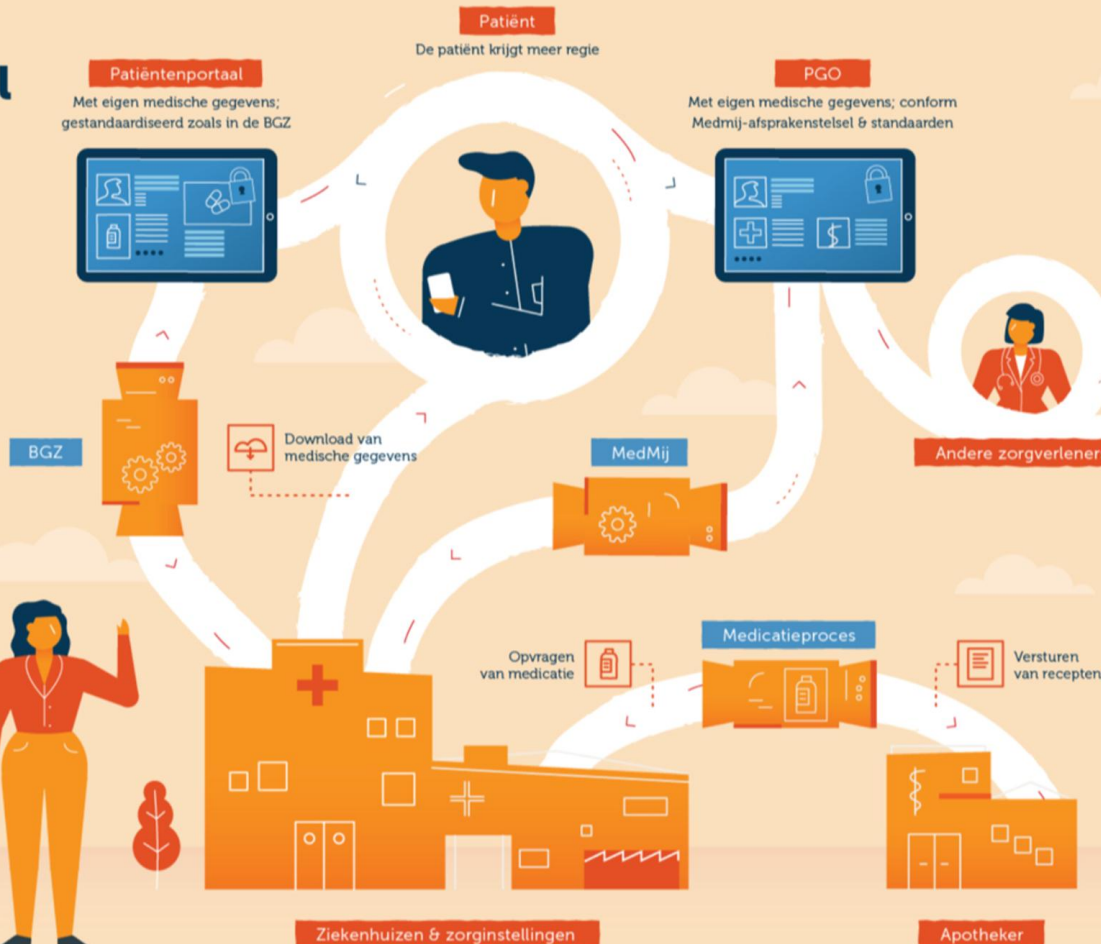 Patiënt
De patiënt krijgt meer regie
Patiëntenportaal
Met eigen medische gegevens;
gestandaardiseerd zoals in de BGZ
PGO
Met eigen medische gegevens; conform
Medmij-afsprakenstelsel & standaarden
BGZ
Download van
medische gegevens
MedMij
Andere zorgverlener
Medicatieproces
Opvragen
van medicatie
Versturen
van recepten
Ziekenhuizen & zorginstellingen
Apotheker